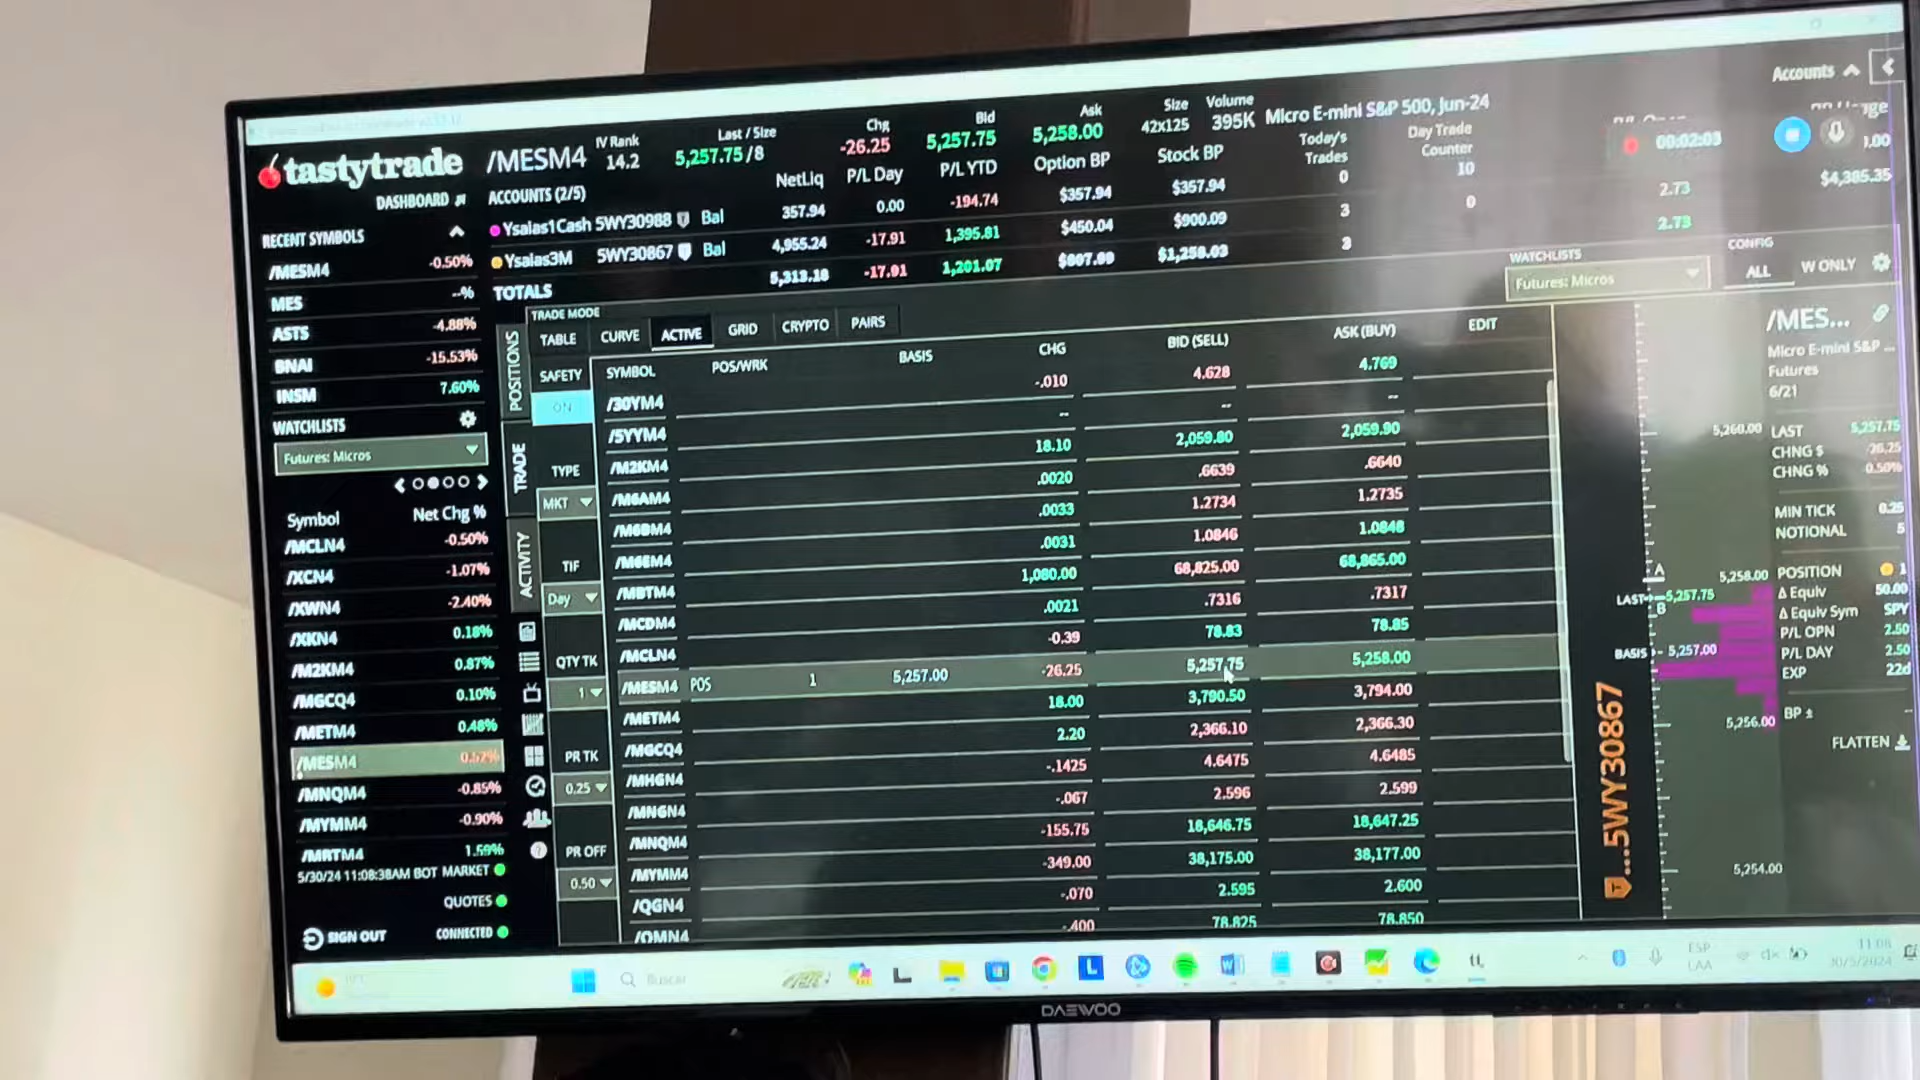 tastytrade
DASHBOARD
/MESM4
IV Rank
14.2
Last / Size
5,257.75 /8
Chg
-26.25
Bid
5,257.75
Ask
5,258.00
Size
42x125
Volume
395K
Micro E-mini S&P 500, Jun-24
Accounts
00:02:03
ACCOUNTS (2/5)
NetLiq
P/L Day
P/L YTD
Option BP
Stock BP
Today's Trades
Day Trade Counter
Ysalas1Cash 5WY30988 Bal 357.94 0.00 -194.74 $357.94 $357.94 0 10
Ysalas3M 5WY30867 Bal 4,955.24 -17.91 1,395.81 $450.04 $900.09 3 0 2.73 $4,385.35
TOTALS 5,313.18 -17.91 1,201.07 $1,258.03 3 2.73
RECENT SYMBOLS
/MESM4 -0.50%
MES --%
ASTS -4.88%
BNAI -15.53%
INSM 7.60%
WATCHLISTS
Futures: Micros
Symbol Net Chg %
/MCLN4 -0.50%
/XCN4 -1.07%
/XWN4 -2.40%
/XKN4 0.18%
/M2KM4 0.87%
/MGCQ4 0.10%
/METM4 0.48%
/MESM4
/MNQM4 -0.85%
/MYMM4 -0.90%
1.59%
5/30/24 11:08:38AM BOT MARKET
QUOTES
SIGN OUT
CONNECTED
POSITIONS
TRADE
ACTIVITY
TRADE MODE
TABLE CURVE ACTIVE GRID CRYPTO PAIRS
WATCHLISTS
Futures: Micros
CONFIG
ALL W ONLY
SAFETY
ON
TYPE
MKT
TIF
Day
QTY TK
1
PR TK
0.25
PR OFF
0.50
SYMBOL POS/WRK BASIS CHG BID (SELL) ASK (BUY) EDIT
/30YM4 -.010 4.628 4.769
/5YYM4 -- -- --
/M2KM4 18.10 2,059.80 2,059.90
/M6AM4 .0020 .6639 .6640
/M6BM4 .0033 1.2734 1.2735
/M6EM4 .0031 1.0846 1.0848
/MBTM4 1,080.00 68,825.00 68,865.00
/MCDM4 .0021 .7316 .7317
/MCLN4 -0.39 78.83 78.85
/MESM4 POS 1 5,257.00 -26.25 5,257.75 5,258.00
/METM4 18.00 3,790.50 3,794.00
/MGCQ4 2.20 2,366.10 2,366.30
/MHGN4 -.1425 4.6475 4.6485
/MNGN4 -.067 2.596 2.599
/MNQM4 -155.75 18,646.75 18,647.25
/MYMM4 -349.00 38,175.00 38,177.00
/QGN4 -.070 2.595 2.600
/QMN4 -.400 78.825 78.850
...5WY30867
5,260.00
A
5,258.00
LAST 5,257.75
B
BASIS 5,257.00
5,256.00
5,254.00
/MES...
Micro E-mini S&P ...
Futures
6/21
LAST 5,257.75
CHNG $ -26.25
CHNG % 0.50%
MIN TICK 0.25
NOTIONAL 5
POSITION 1
Δ Equiv 50.00
Δ Equiv Sym SPY
P/L OPN 2.50
P/L DAY 2.50
EXP 22d
BP ± --
FLATTEN
Buscar
ESP
LAA
11:08
30/5/2024
DAEWOO